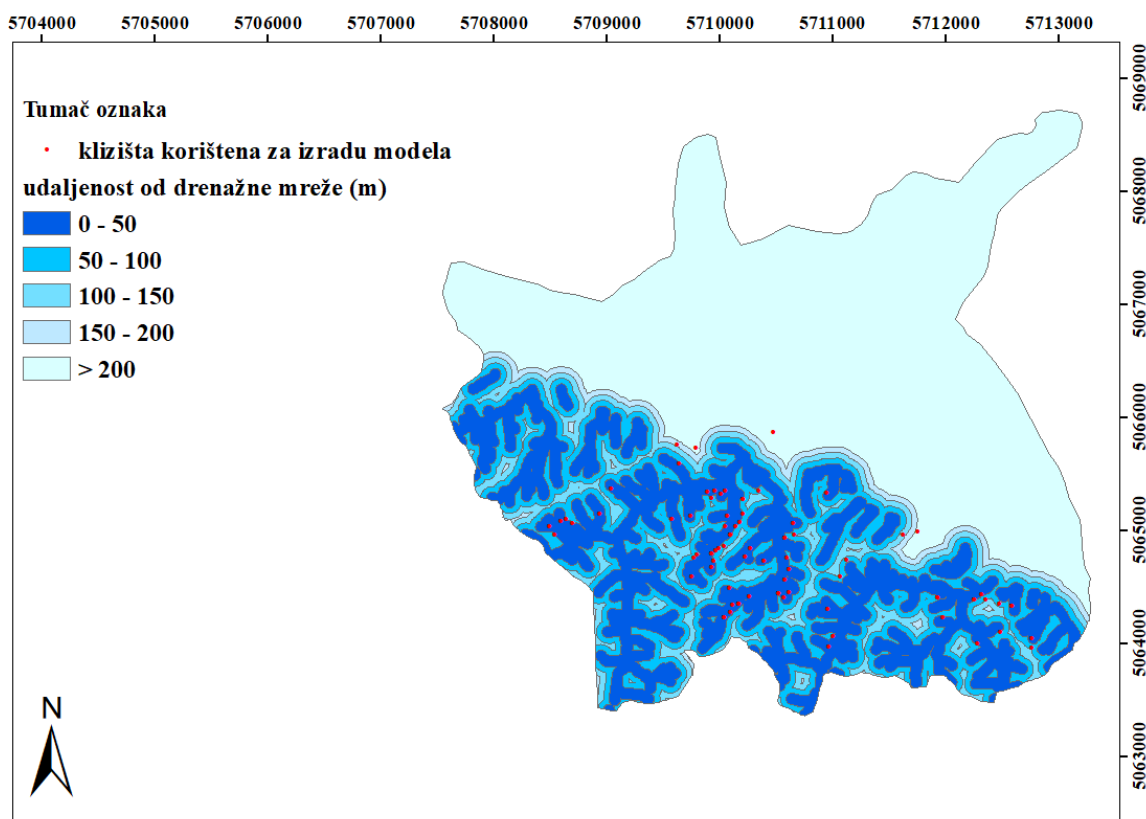 5704000 5705000 5706000 5707000 5708000 5709000 5710000 5711000 5712000 5713000
Tumač oznaka
klizišta korištena za izradu modela
udaljenost od drenažne mreže (m)
0 - 50
50 - 100
100 - 150
150 - 200
> 200
N
5069000
5068000
5067000
5066000
5065000
5064000
5063000